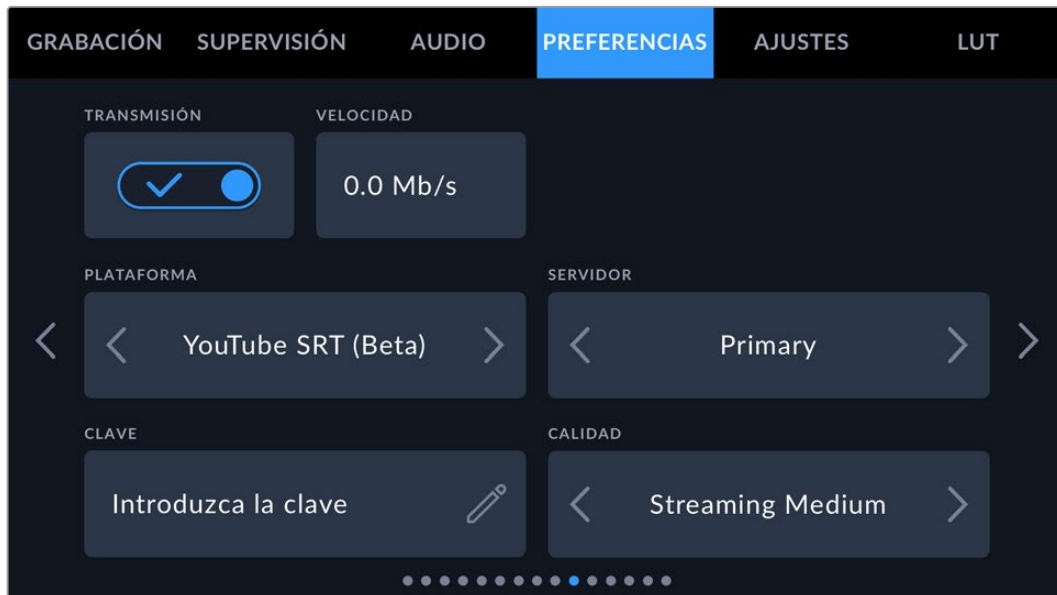 GRABACIÓN SUPERVISIÓN AUDIO PREFERENCIAS AJUSTES LUT
TRANSMISIÓN VELOCIDAD
0.0 Mb/s
PLATAFORMA SERVIDOR
YouTube SRT (Beta) Primary
CLAVE CALIDAD
Introduzca la clave Streaming Medium